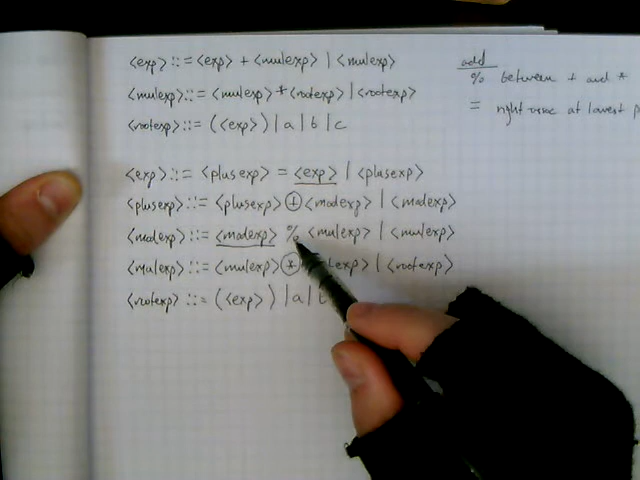 <exp> ::= <exp> + <mulexp> | <mulexp>
<mulexp> ::= <mulexp> * <rootexp> | <rootexp>
<rootexp> ::= (<exp>) | a | b | c
add
% between + and *
= right assoc at lowest
<exp> ::= <plusexp> = <exp> | <plusexp>
<plusexp> ::= <plusexp> + <modexp> | <modexp>
<modexp> ::= <modexp> % <mulexp> | <mulexp>
<mulexp> ::= <mulexp> * | <rootexp>
<rootexp> ::= (<exp>) | a |